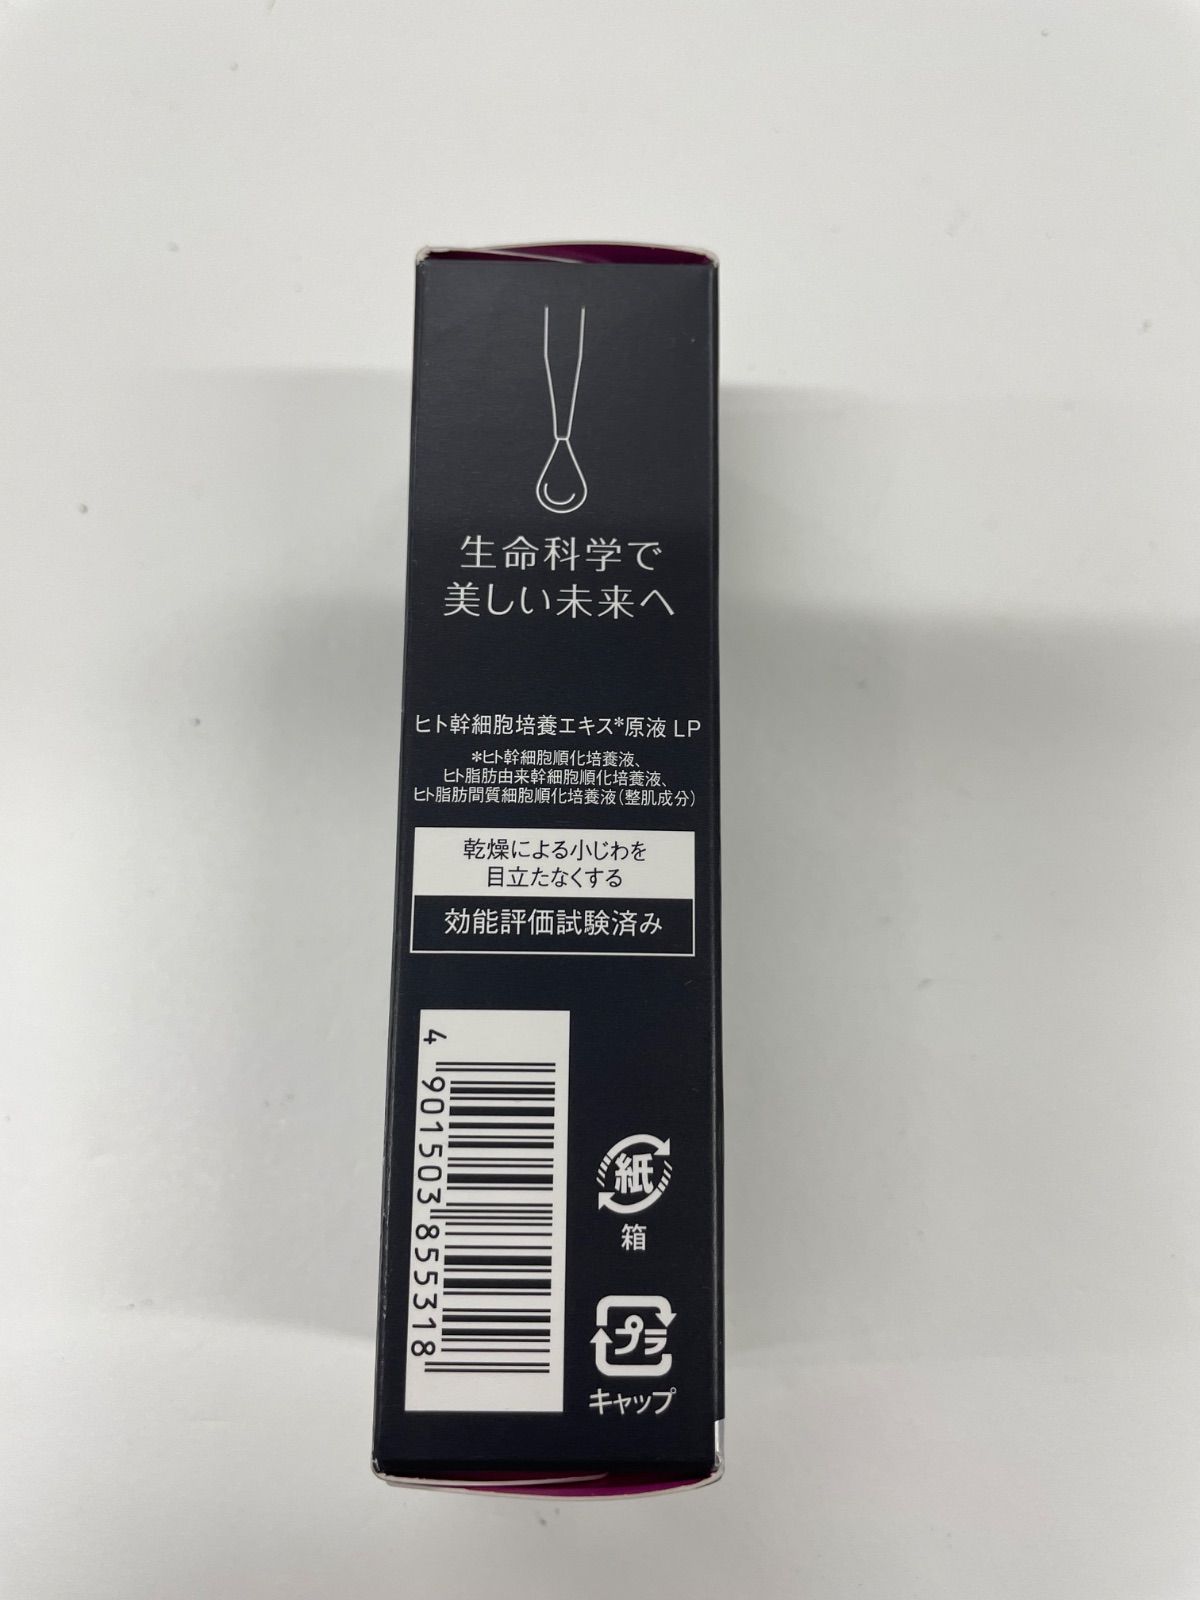 生命科学で
美しい未来へ
ヒト幹細胞培養エキス*原液 LP
*ヒト幹細胞順化培養液、
ヒト脂肪由来幹細胞順化培養液、
ヒト脂肪間質細胞順化培養液(整肌成分)
乾燥による小じわを
目立たなくする
効能評価試験済み
4 901503 855318
紙
箱
プラ
キャップ